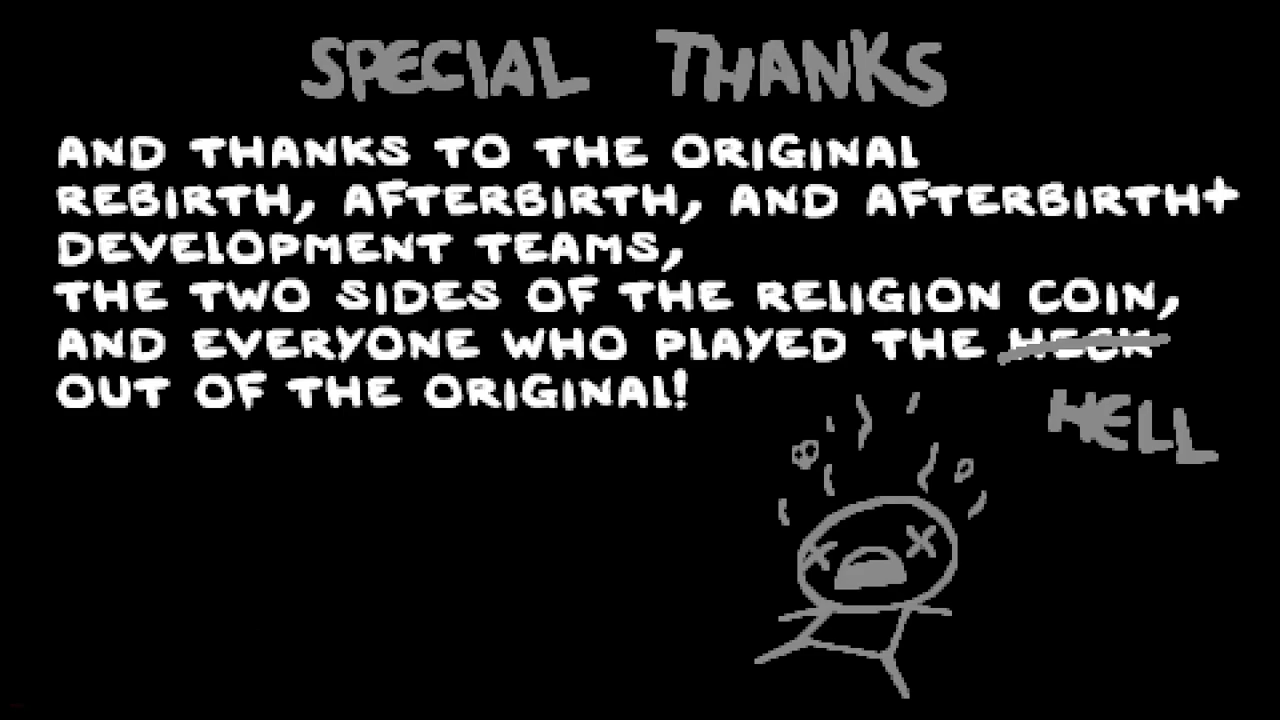 SPECIAL THANKS
AND THANKS TO THE ORIGINAL
REBIRTH, AFTERBIRTH, AND AFTERBIRTH+
DEVELOPMENT TEAMS,
THE TWO SIDES OF THE RELIGION COIN,
AND EVERYONE WHO PLAYED THE HECK
HELL
OUT OF THE ORIGINAL!